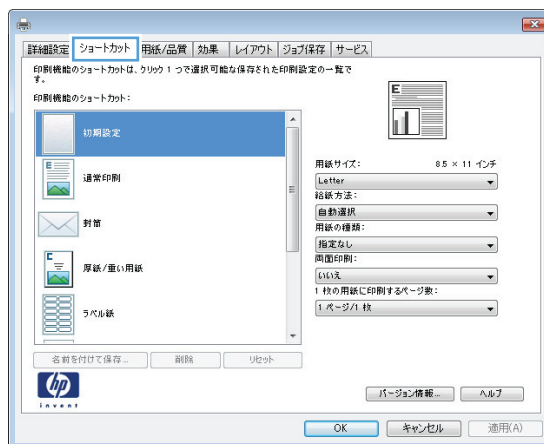 詳細設定 ショートカット 用紙/品質 効果 レイアウト ジョブ保存 サービス
印刷機能のショートカットは、クリック 1 つで選択可能な保存された印刷設定の一覧で
す。
印刷機能のショートカット:
初期設定
通常印刷
封筒
厚紙/重い用紙
ラベル紙
名前を付けて保存... 削除 リセット
E
用紙サイズ: 8.5 × 11 インチ
Letter
給紙方法:
自動選択
用紙の種類:
指定なし
両面印刷:
いいえ
1 枚の用紙に印刷するページ数:
1 ページ/1 枚
hp
invent
バージョン情報... ヘルプ
OK キャンセル 適用(A)